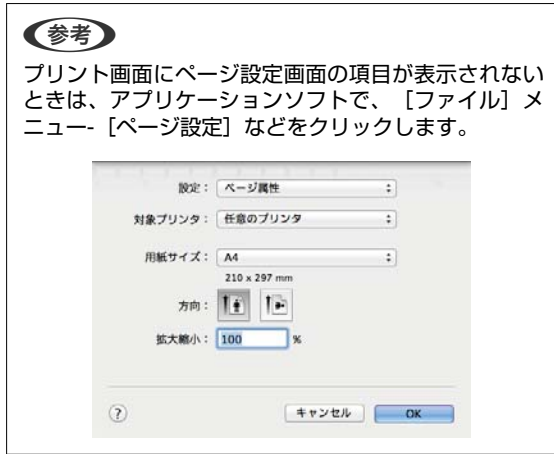 参考
プリント画面にページ設定画面の項目が表示されない
ときは、アプリケーションソフトで、［ファイル］メ
ニュー-［ページ設定］などをクリックします。
設定： ページ属性
対象プリンタ： 任意のプリンタ
用紙サイズ： A4
210 x 297 mm
方向：
拡大縮小： 100 %
? キャンセル OK